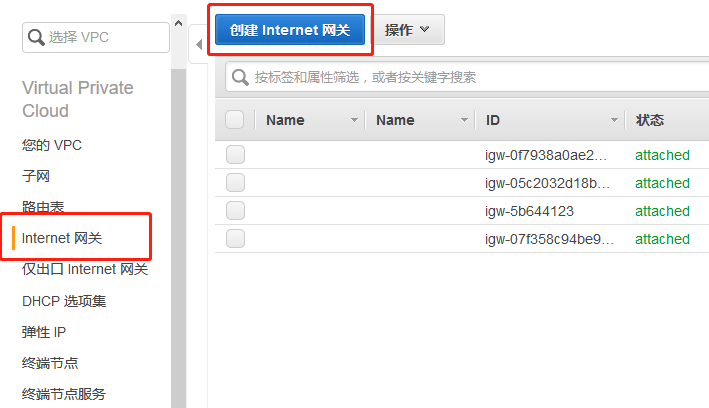 选择 VPC
Virtual Private
Cloud
您的 VPC
子网
路由表
Internet 网关
仅出口 Internet 网关
DHCP 选项集
弹性 IP
终端节点
终端节点服务
创建 Internet 网关 操作
按标签和属性筛选，或者按关键字搜索
Name Name ID 状态
igw-0f7938a0ae2... attached
igw-05c2032d18b... attached
igw-5b644123 attached
igw-07f358c94be9... attached